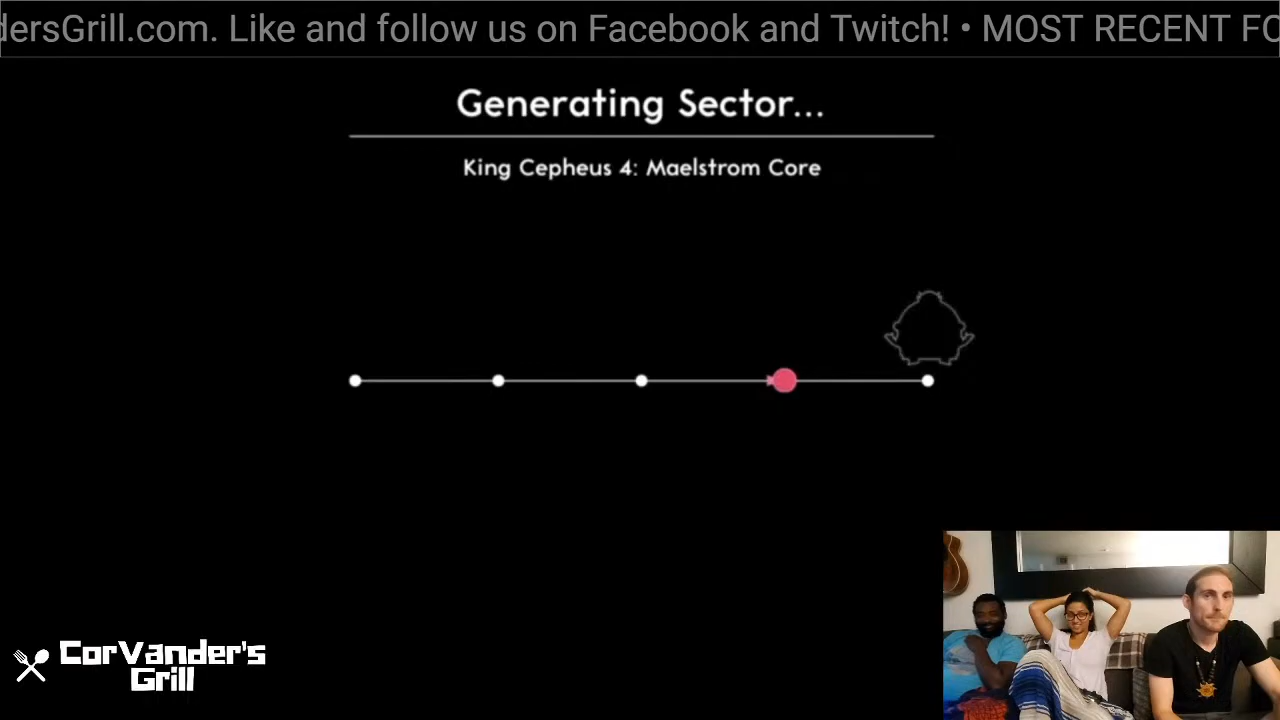 dersGrill.com. Like and follow us on Facebook and Twitch! • MOST RECENT FO
Generating Sector...
King Cepheus 4: Maelstrom Core
CorVander's
Grill